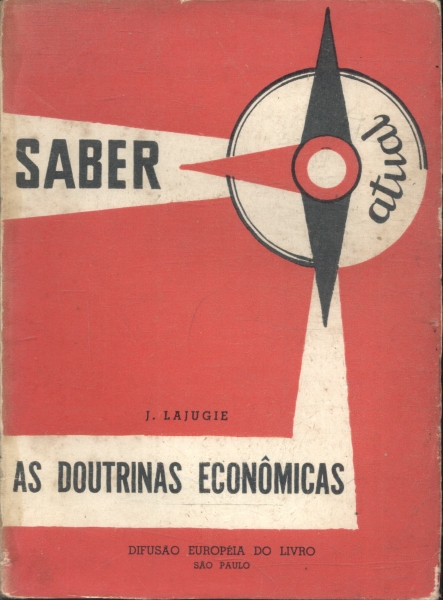 SABER
atual
J. LAJUGIE
AS DOUTRINAS ECONÔMICAS
DIFUSÃO EUROPÉIA DO LIVRO
SÃO PAULO